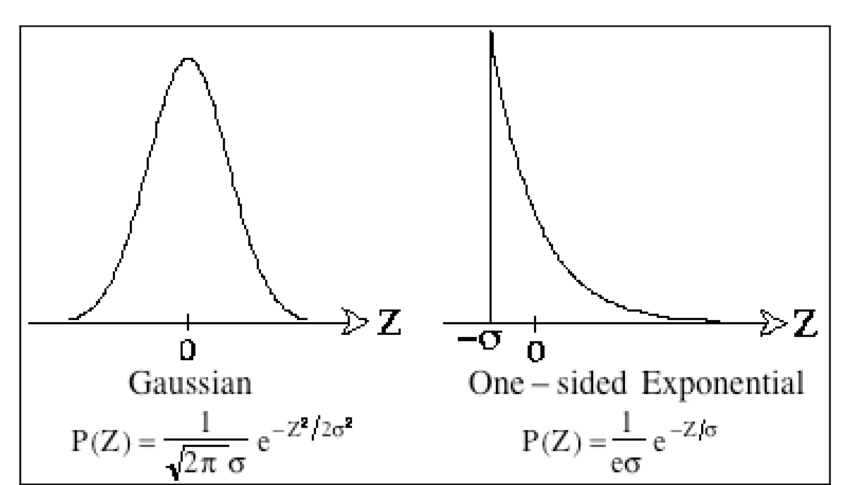 Z Z
0 -σ 0
Gaussian One-sided Exponential
P(Z) = 1/(√2π σ) e^(-Z²/2σ²) P(Z) = 1/(eσ) e^(-Z/σ)